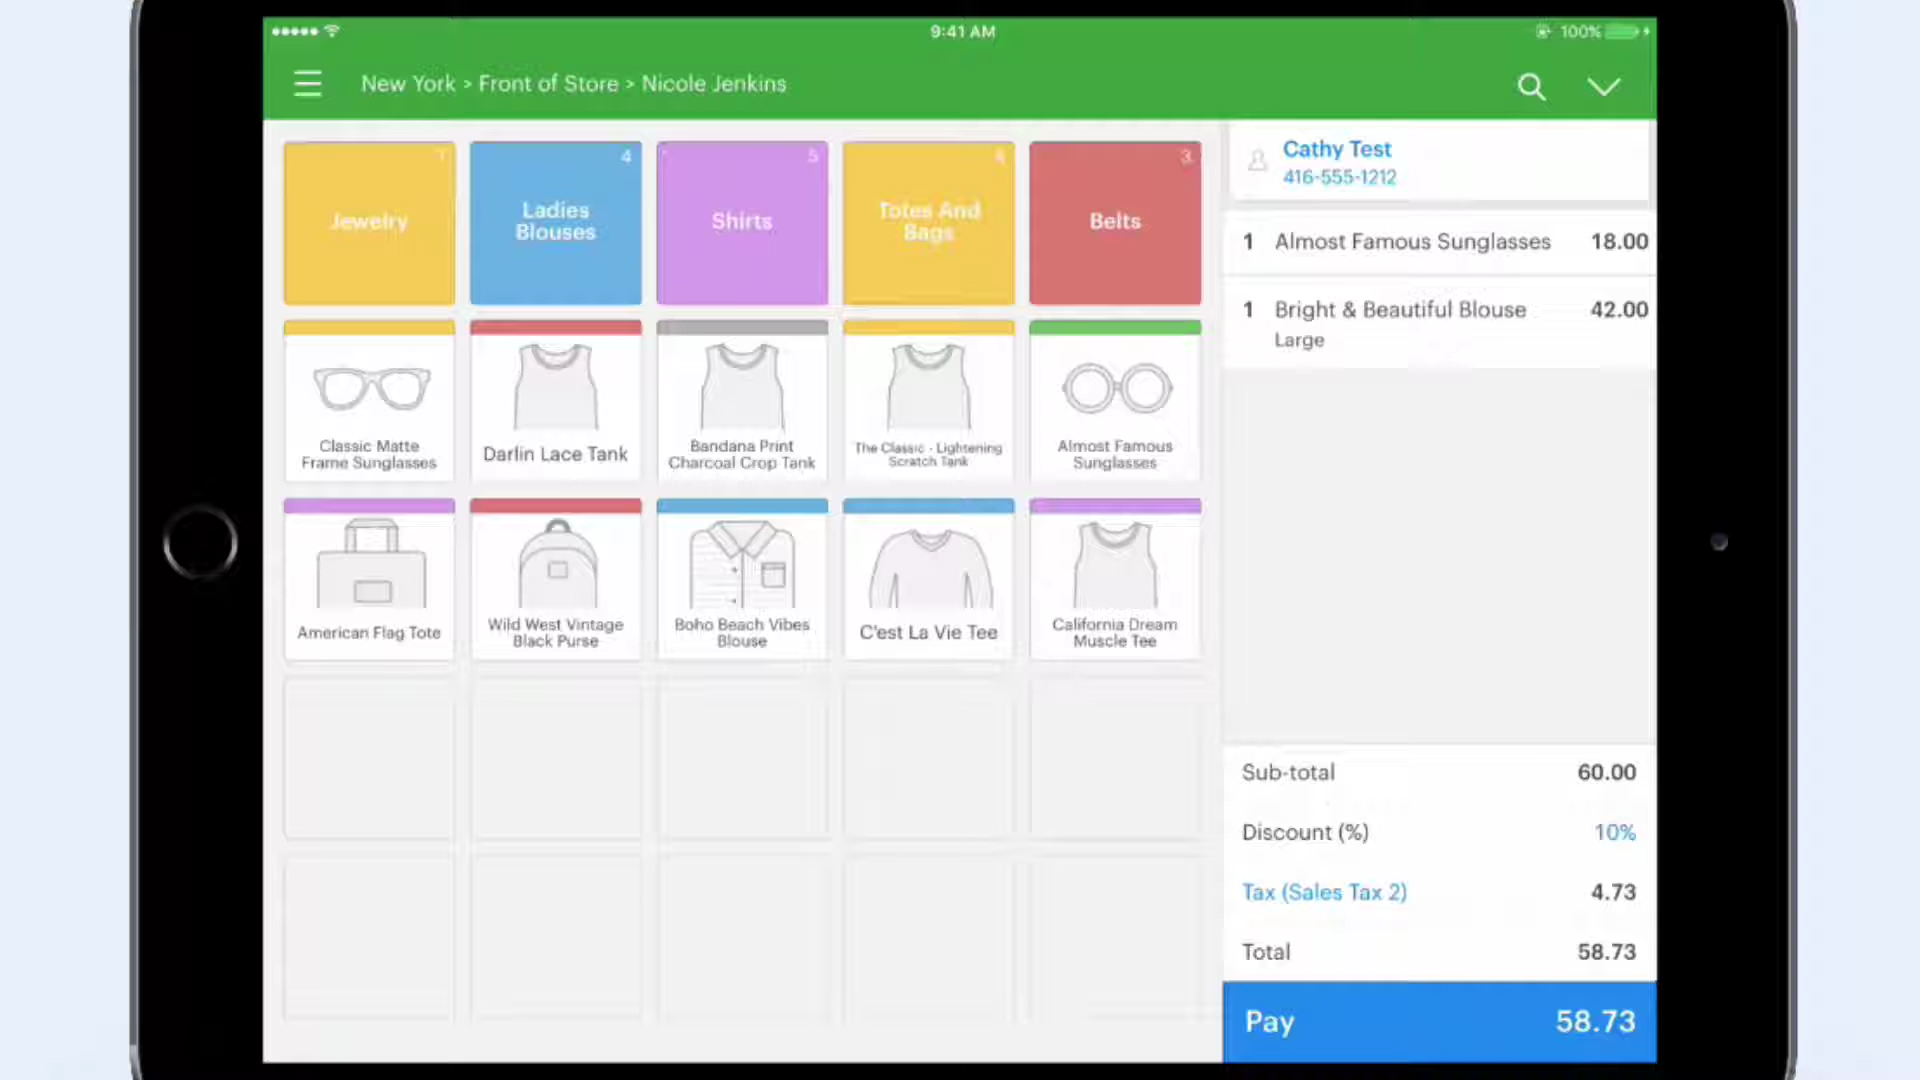 9:41 AM
100%
New York > Front of Store > Nicole Jenkins
Jewelry
4
Ladies
Blouses
5
Shirts
Totes And
Bags
3
Belts
Classic Matte
Frame Sunglasses
Darlin Lace Tank
Bandana Print
Charcoal Crop Tank
The Classic - Lightening
Scratch Tank
Almost Famous
Sunglasses
American Flag Tote
Wild West Vintage
Black Purse
Boho Beach Vibes
Blouse
C'est La Vie Tee
California Dream
Muscle Tee
Cathy Test
416-555-1212
1 Almost Famous Sunglasses 18.00
1 Bright & Beautiful Blouse 42.00
Large
Sub-total 60.00
Discount (%) 10%
Tax (Sales Tax 2) 4.73
Total 58.73
Pay 58.73